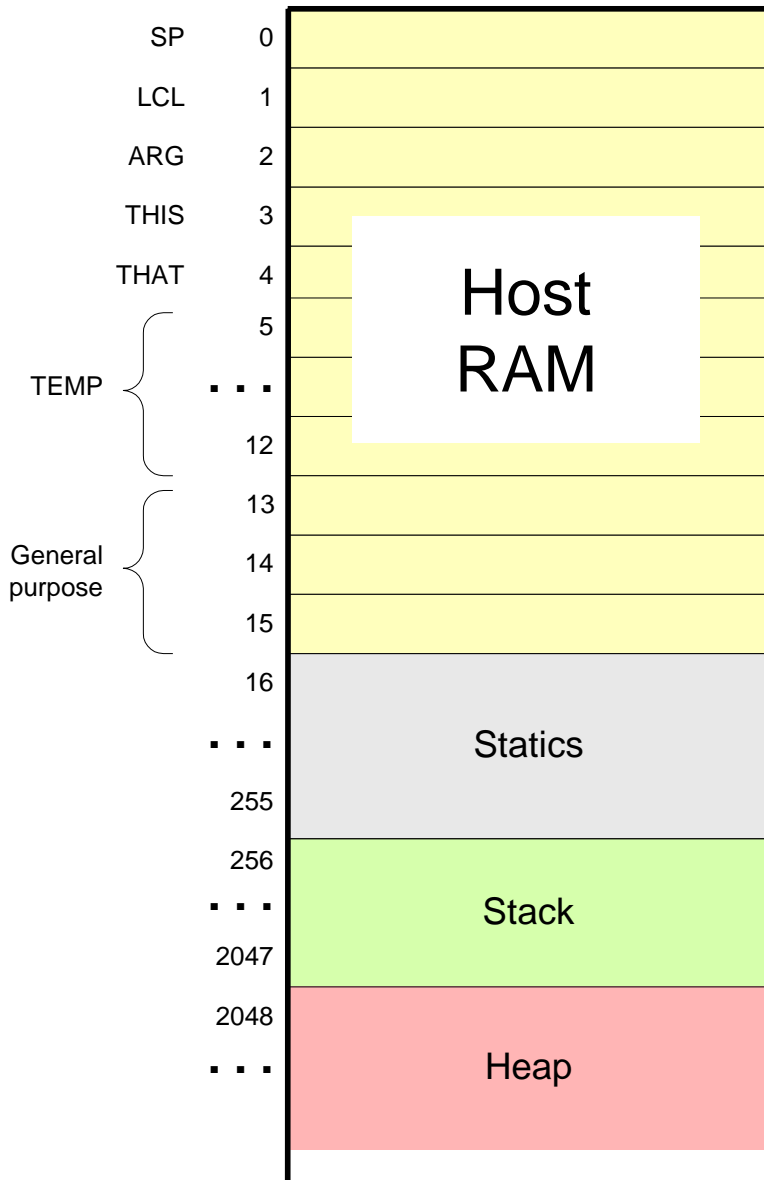 SP 0
LCL 1
ARG 2
THIS 3
THAT 4
Host
RAM
5
TEMP ...
12
13
General
purpose
14
15
16
... Statics
255
256
... Stack
2047
2048
... Heap